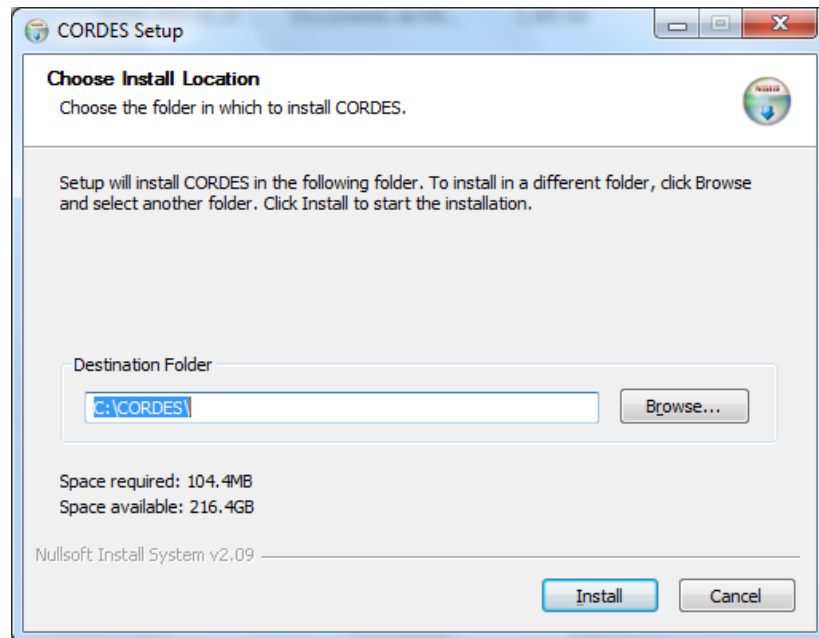 CORDES Setup
Choose Install Location
Choose the folder in which to install CORDES.
Setup will install CORDES in the following folder. To install in a different folder, click Browse
and select another folder. Click Install to start the installation.
Destination Folder
C:\CORDES\
Browse...
Space required: 104.4MB
Space available: 216.4GB
Nullsoft Install System v2.09
Install
Cancel